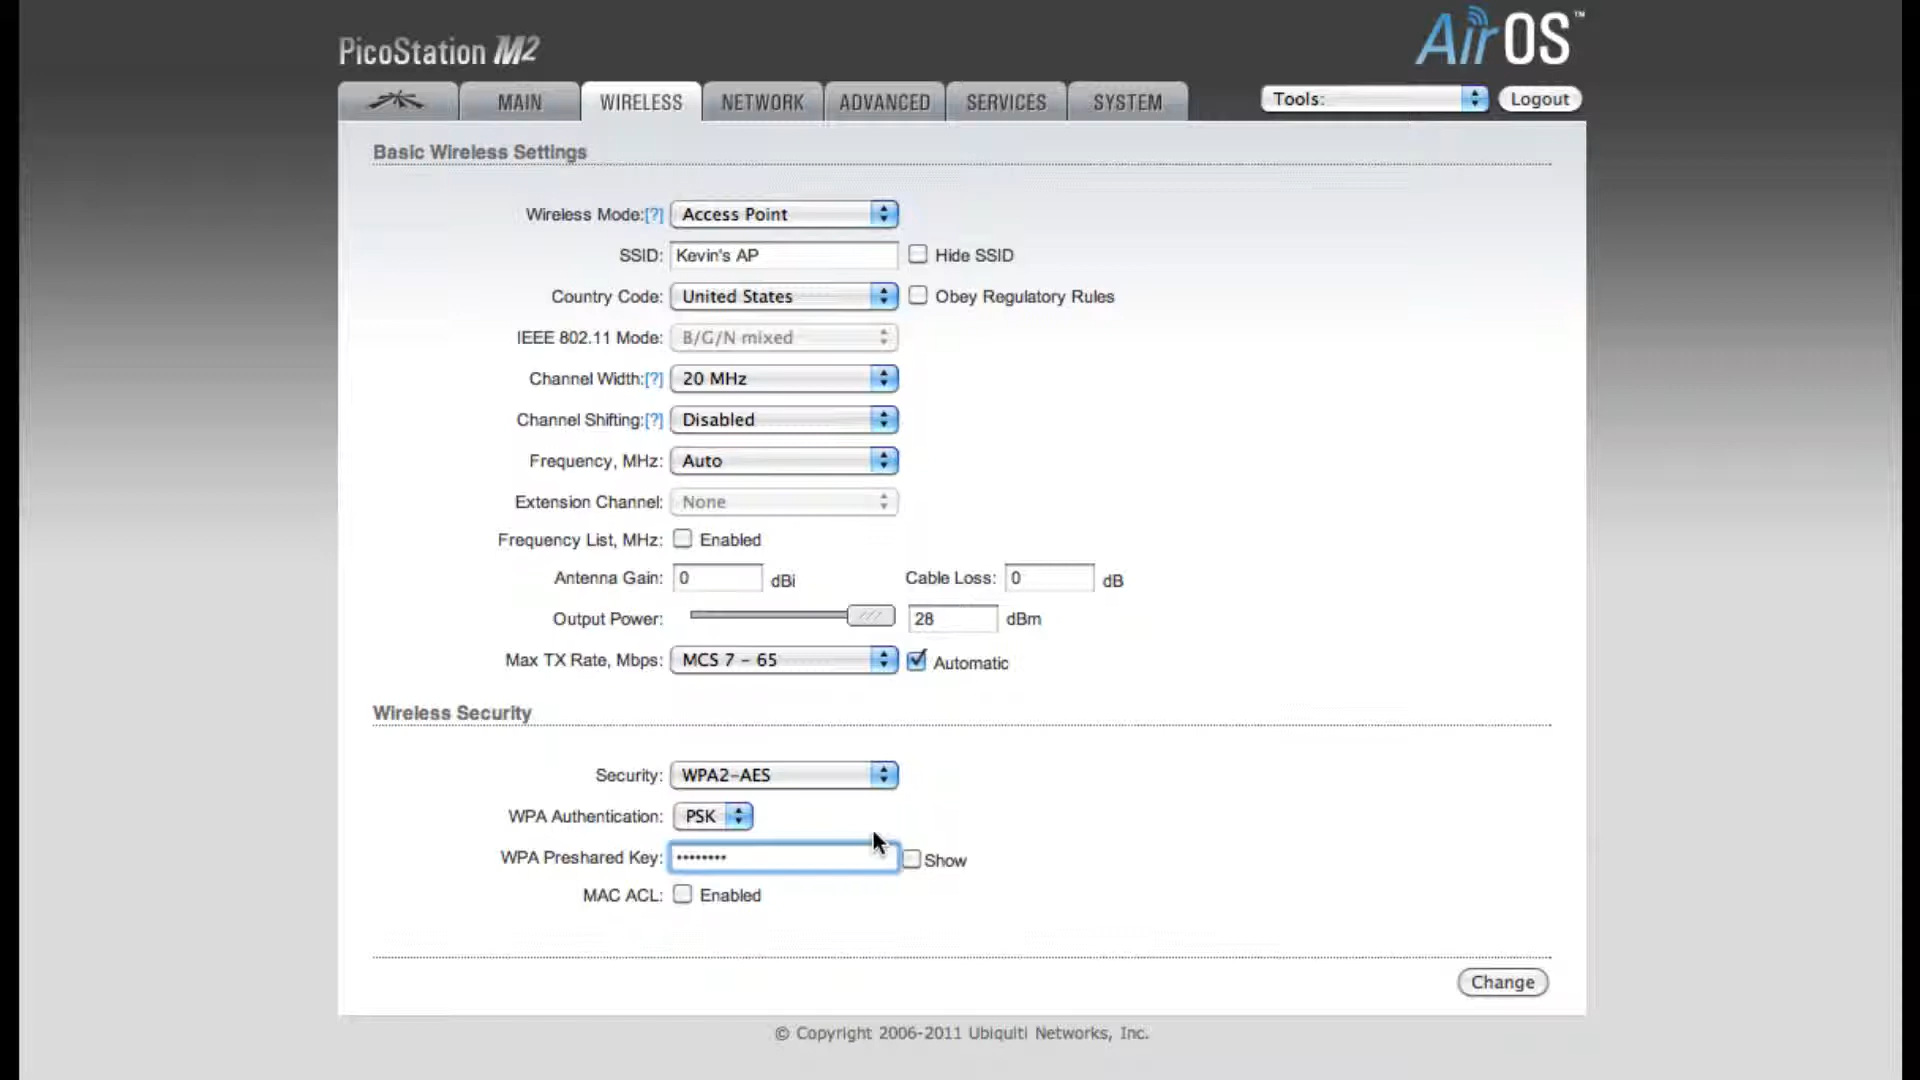 PicoStation M2
AirOS™
MAIN WIRELESS NETWORK ADVANCED SERVICES SYSTEM Tools: Logout
Basic Wireless Settings
Wireless Mode:[?] Access Point
SSID: Kevin's AP Hide SSID
Country Code: United States Obey Regulatory Rules
IEEE 802.11 Mode: B/G/N mixed
Channel Width:[?] 20 MHz
Channel Shifting:[?] Disabled
Frequency, MHz: Auto
Extension Channel: None
Frequency List, MHz: Enabled
Antenna Gain: 0 dBi Cable Loss: 0 dB
Output Power: 28 dBm
Max TX Rate, Mbps: MCS 7 - 65 Automatic
Wireless Security
Security: WPA2-AES
WPA Authentication: PSK
WPA Preshared Key: •••••••• Show
MAC ACL: Enabled
Change
© Copyright 2006-2011 Ubiquiti Networks, Inc.